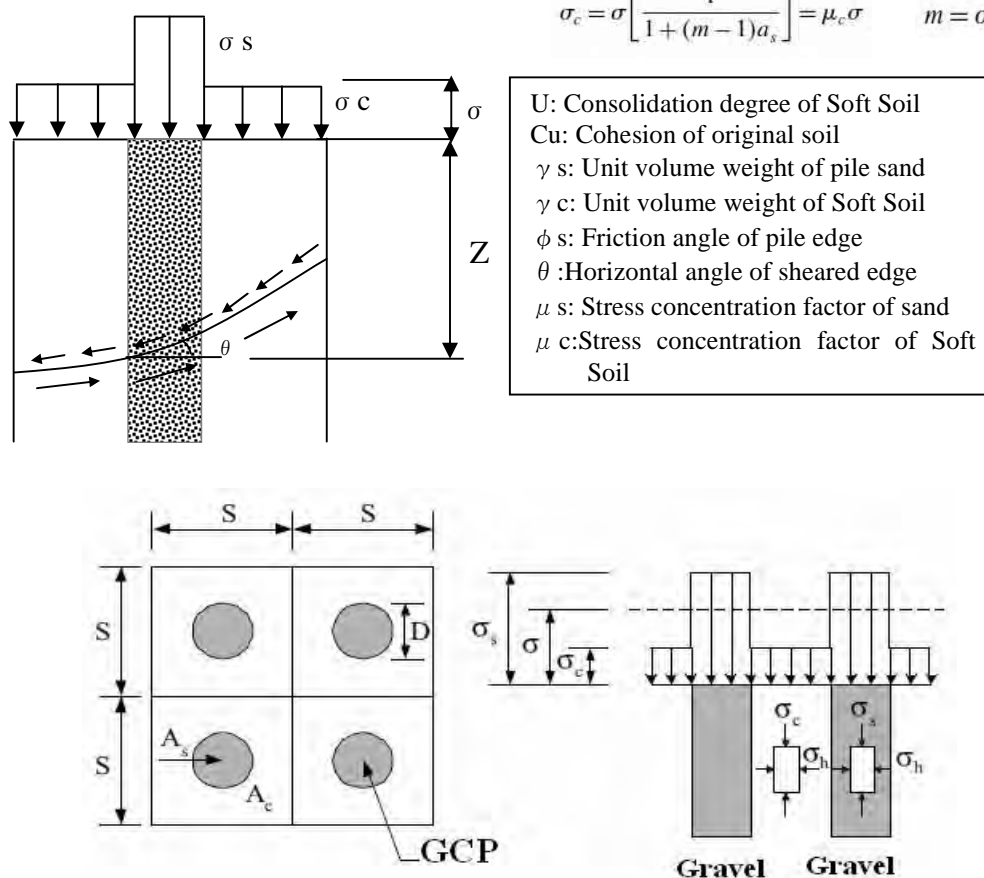 σc = σ[ / 1 + (m − 1)as] = μcσ
m = σ
σ s
σ c
σ
Z
θ
U: Consolidation degree of Soft Soil
Cu: Cohesion of original soil
γ s: Unit volume weight of pile sand
γ c: Unit volume weight of Soft Soil
φ s: Friction angle of pile edge
θ :Horizontal angle of sheared edge
μ s: Stress concentration factor of sand
μ c:Stress concentration factor of Soft
Soil
S S
S
D
S
As
Ac
GCP
σs
σ
σc
σc σs
σh σh
Gravel Gravel